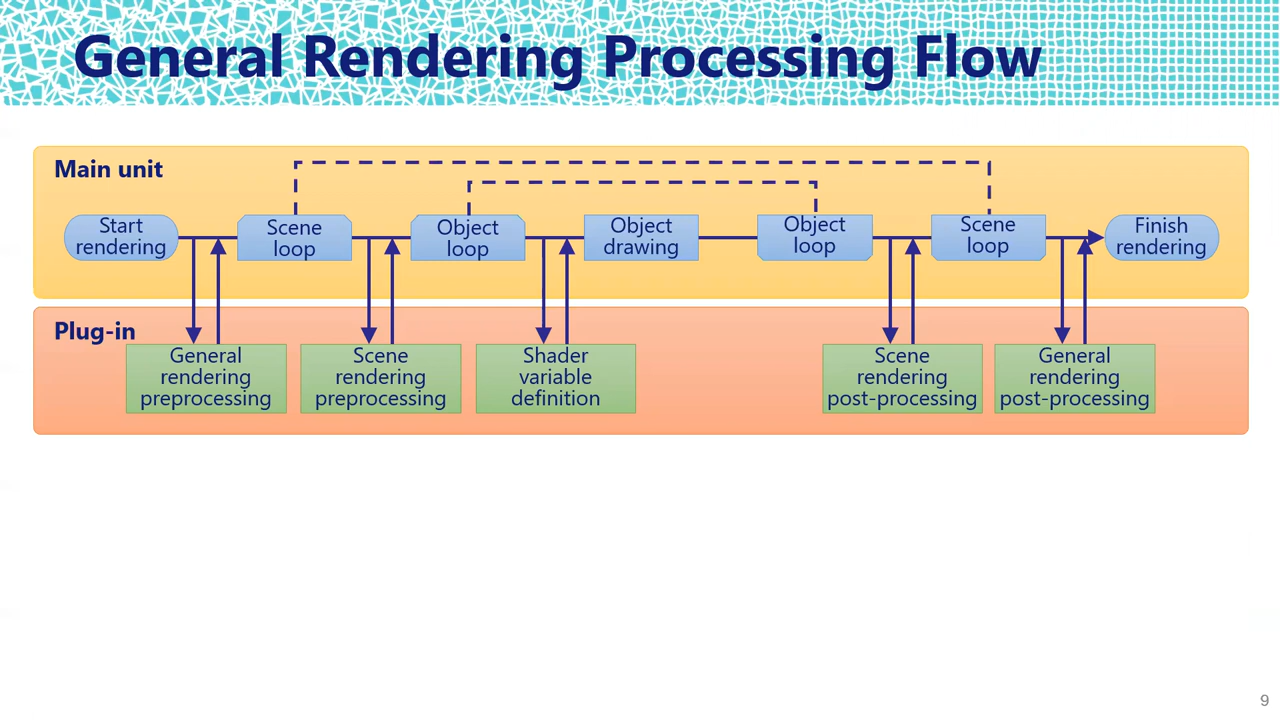 General Rendering Processing Flow
Main unit
Start
rendering
Scene
loop
Object
loop
Object
drawing
Object
loop
Scene
loop
Finish
rendering
Plug-in
General
rendering
preprocessing
Scene
rendering
preprocessing
Shader
variable
definition
Scene
rendering
post-processing
General
rendering
post-processing
9